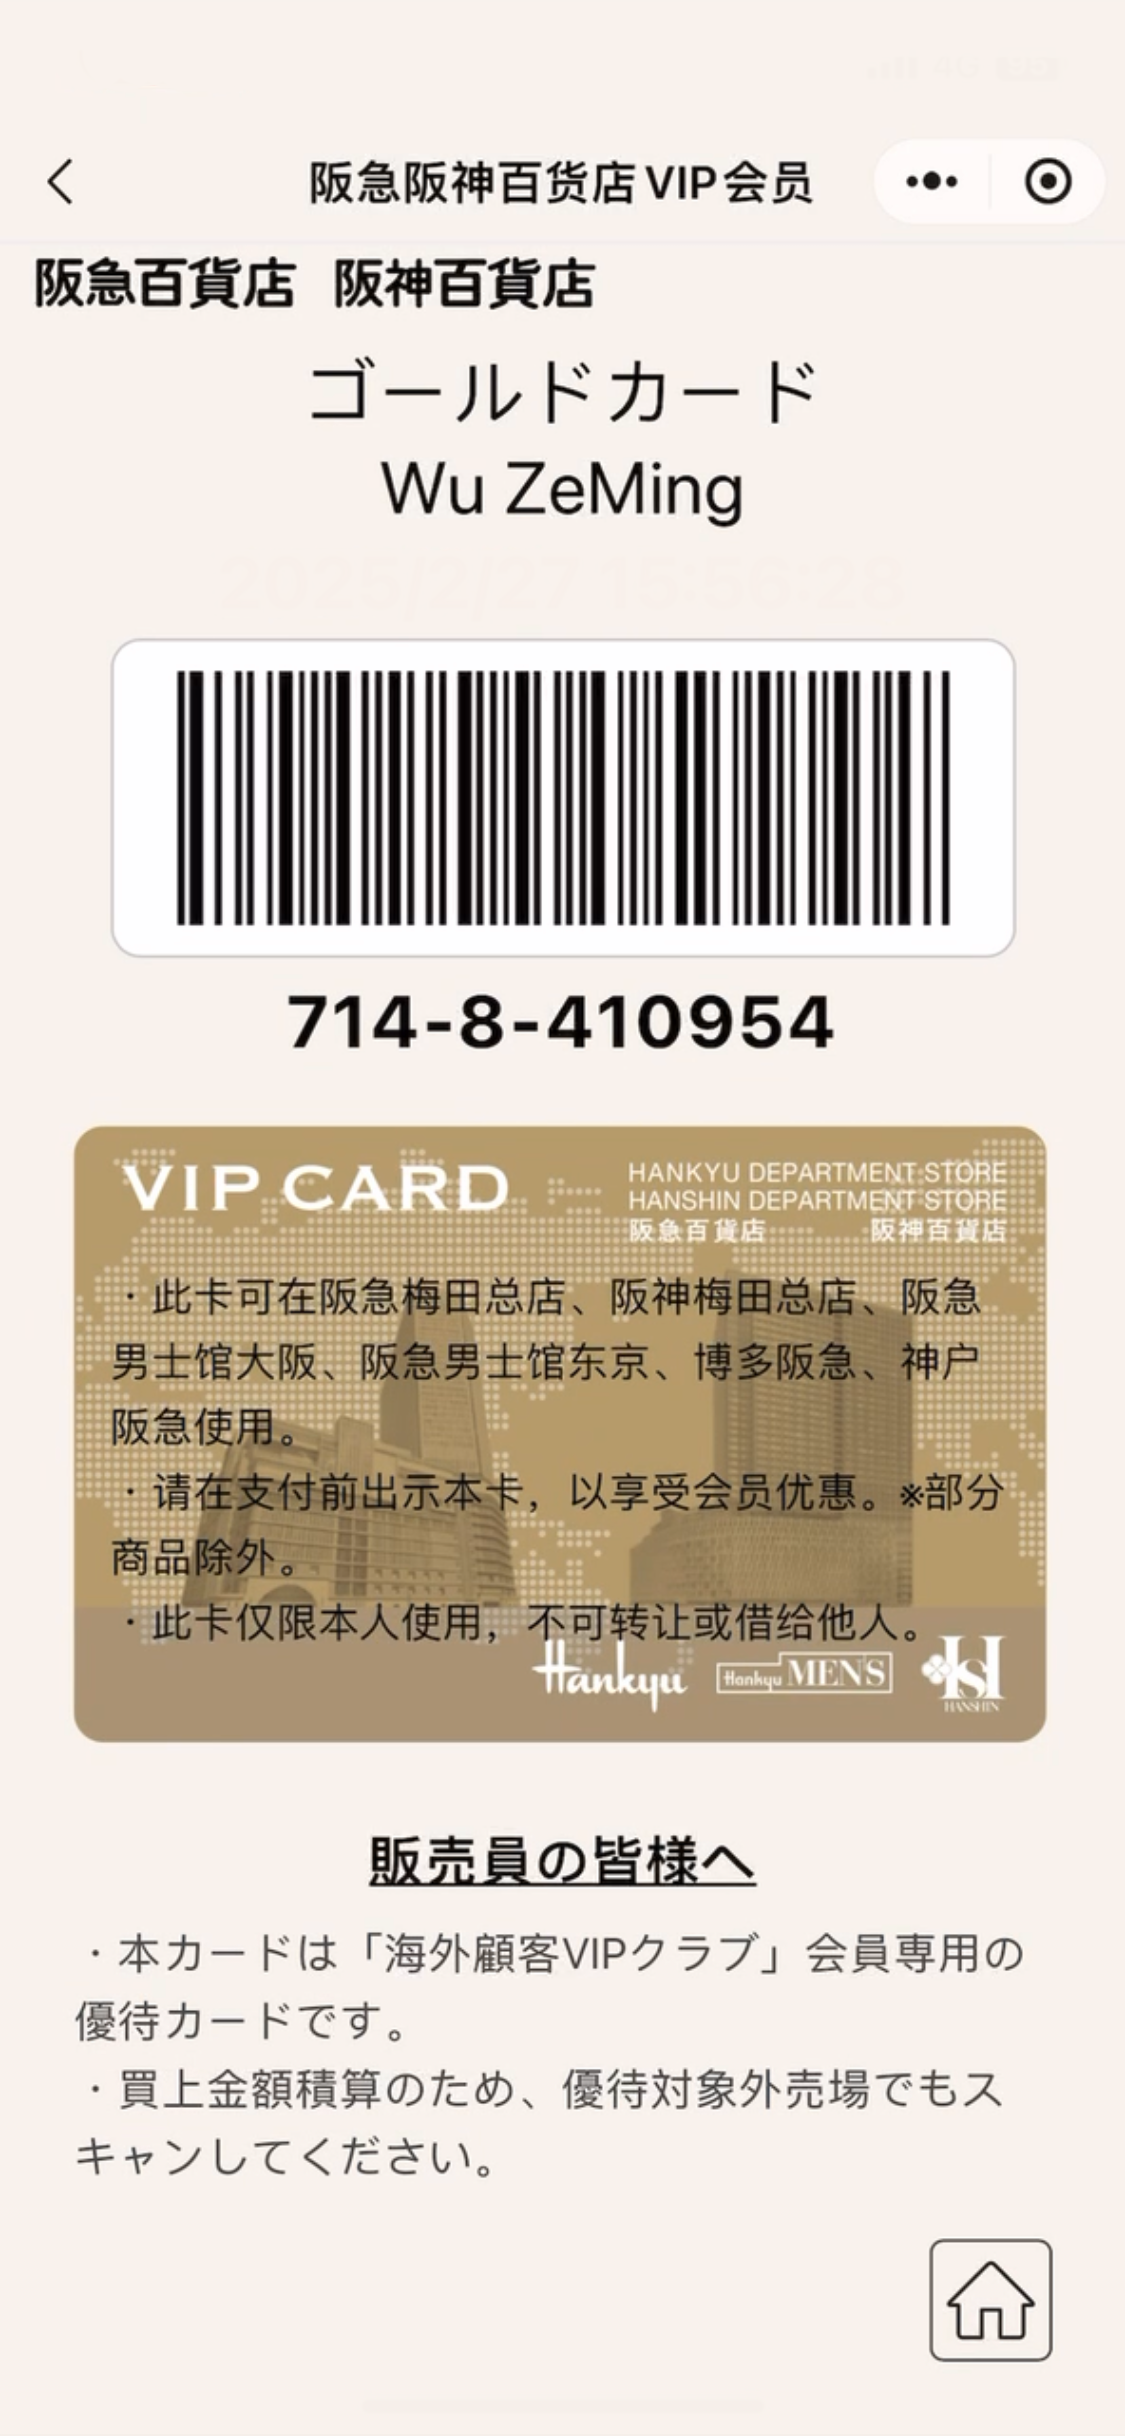 阪急阪神百货店VIP会员
阪急百貨店 阪神百貨店
ゴールドカード
Wu ZeMing
2025/2/27 15:56:28
714-8-410954
VIP CARD
HANKYU DEPARTMENT STORE
HANSHIN DEPARTMENT STORE
阪急百貨店 阪神百貨店
·此卡可在阪急梅田总店、阪神梅田总店、阪急
男士馆大阪、阪急男士馆东京、博多阪急、神户
阪急使用。
·请在支付前出示本卡，以享受会员优惠。※部分
商品除外。
·此卡仅限本人使用，不可转让或借给他人。
Hankyu Hankyu MEN'S HANSHIN
販売員の皆様へ
・本カードは「海外顧客VIPクラブ」会員専用の
優待カードです。
・買上金額積算のため、優待対象外売場でもス
キャンしてください。